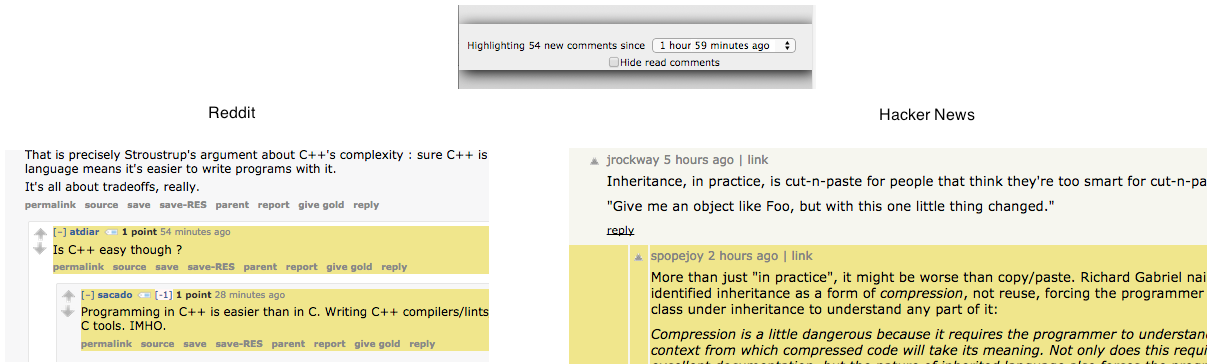 Highlighting 54 new comments since 1 hour 59 minutes ago
Hide read comments
Reddit
That is precisely Stroustrup's argument about C++'s complexity : sure C++ is
language means it's easier to write programs with it.
It's all about tradeoffs, really.
permalink source save save-RES parent report give gold reply
[-] atdiar 1 point 54 minutes ago
Is C++ easy though ?
permalink source save save-RES parent report give gold reply
[-] sacado [-1] 1 point 28 minutes ago
Programming in C++ is easier than in C. Writing C++ compilers/lints
C tools. IMHO.
permalink source save save-RES parent report give gold reply
Hacker News
jrockway 5 hours ago | link
Inheritance, in practice, is cut-n-paste for people that think they're too smart for cut-n-pa
"Give me an object like Foo, but with this one little thing changed."
reply
spopejoy 2 hours ago | link
More than just "in practice", it might be worse than copy/paste. Richard Gabriel nai
identified inheritance as a form of compression, not reuse, forcing the programmer
class under inheritance to understand any part of it:
Compression is a little dangerous because it requires the programmer to understan
context from which compressed code will take its meaning. Not only does this requi